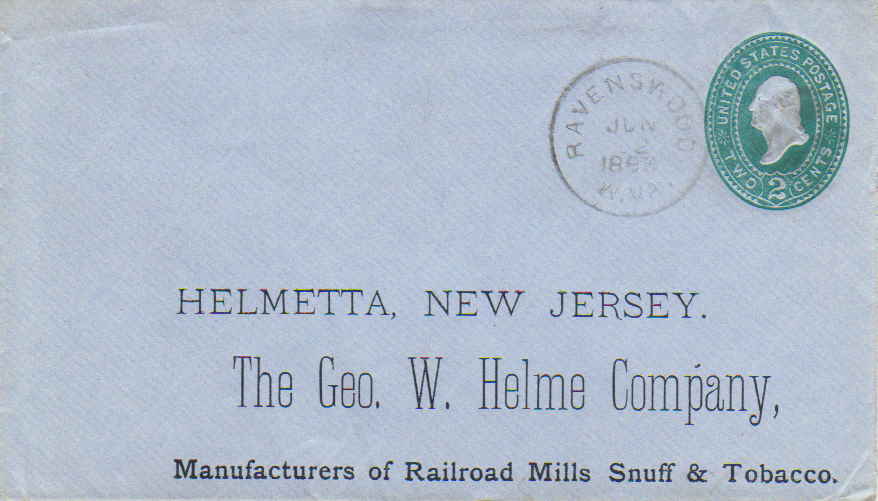 UNITED STATES POSTAGE
TWO 2 CENTS
RAVENSWOOD
JUN
W.VA.
HELMETTA, NEW JERSEY.
The Geo. W. Helme Company,
Manufacturers of Railroad Mills Snuff & Tobacco.